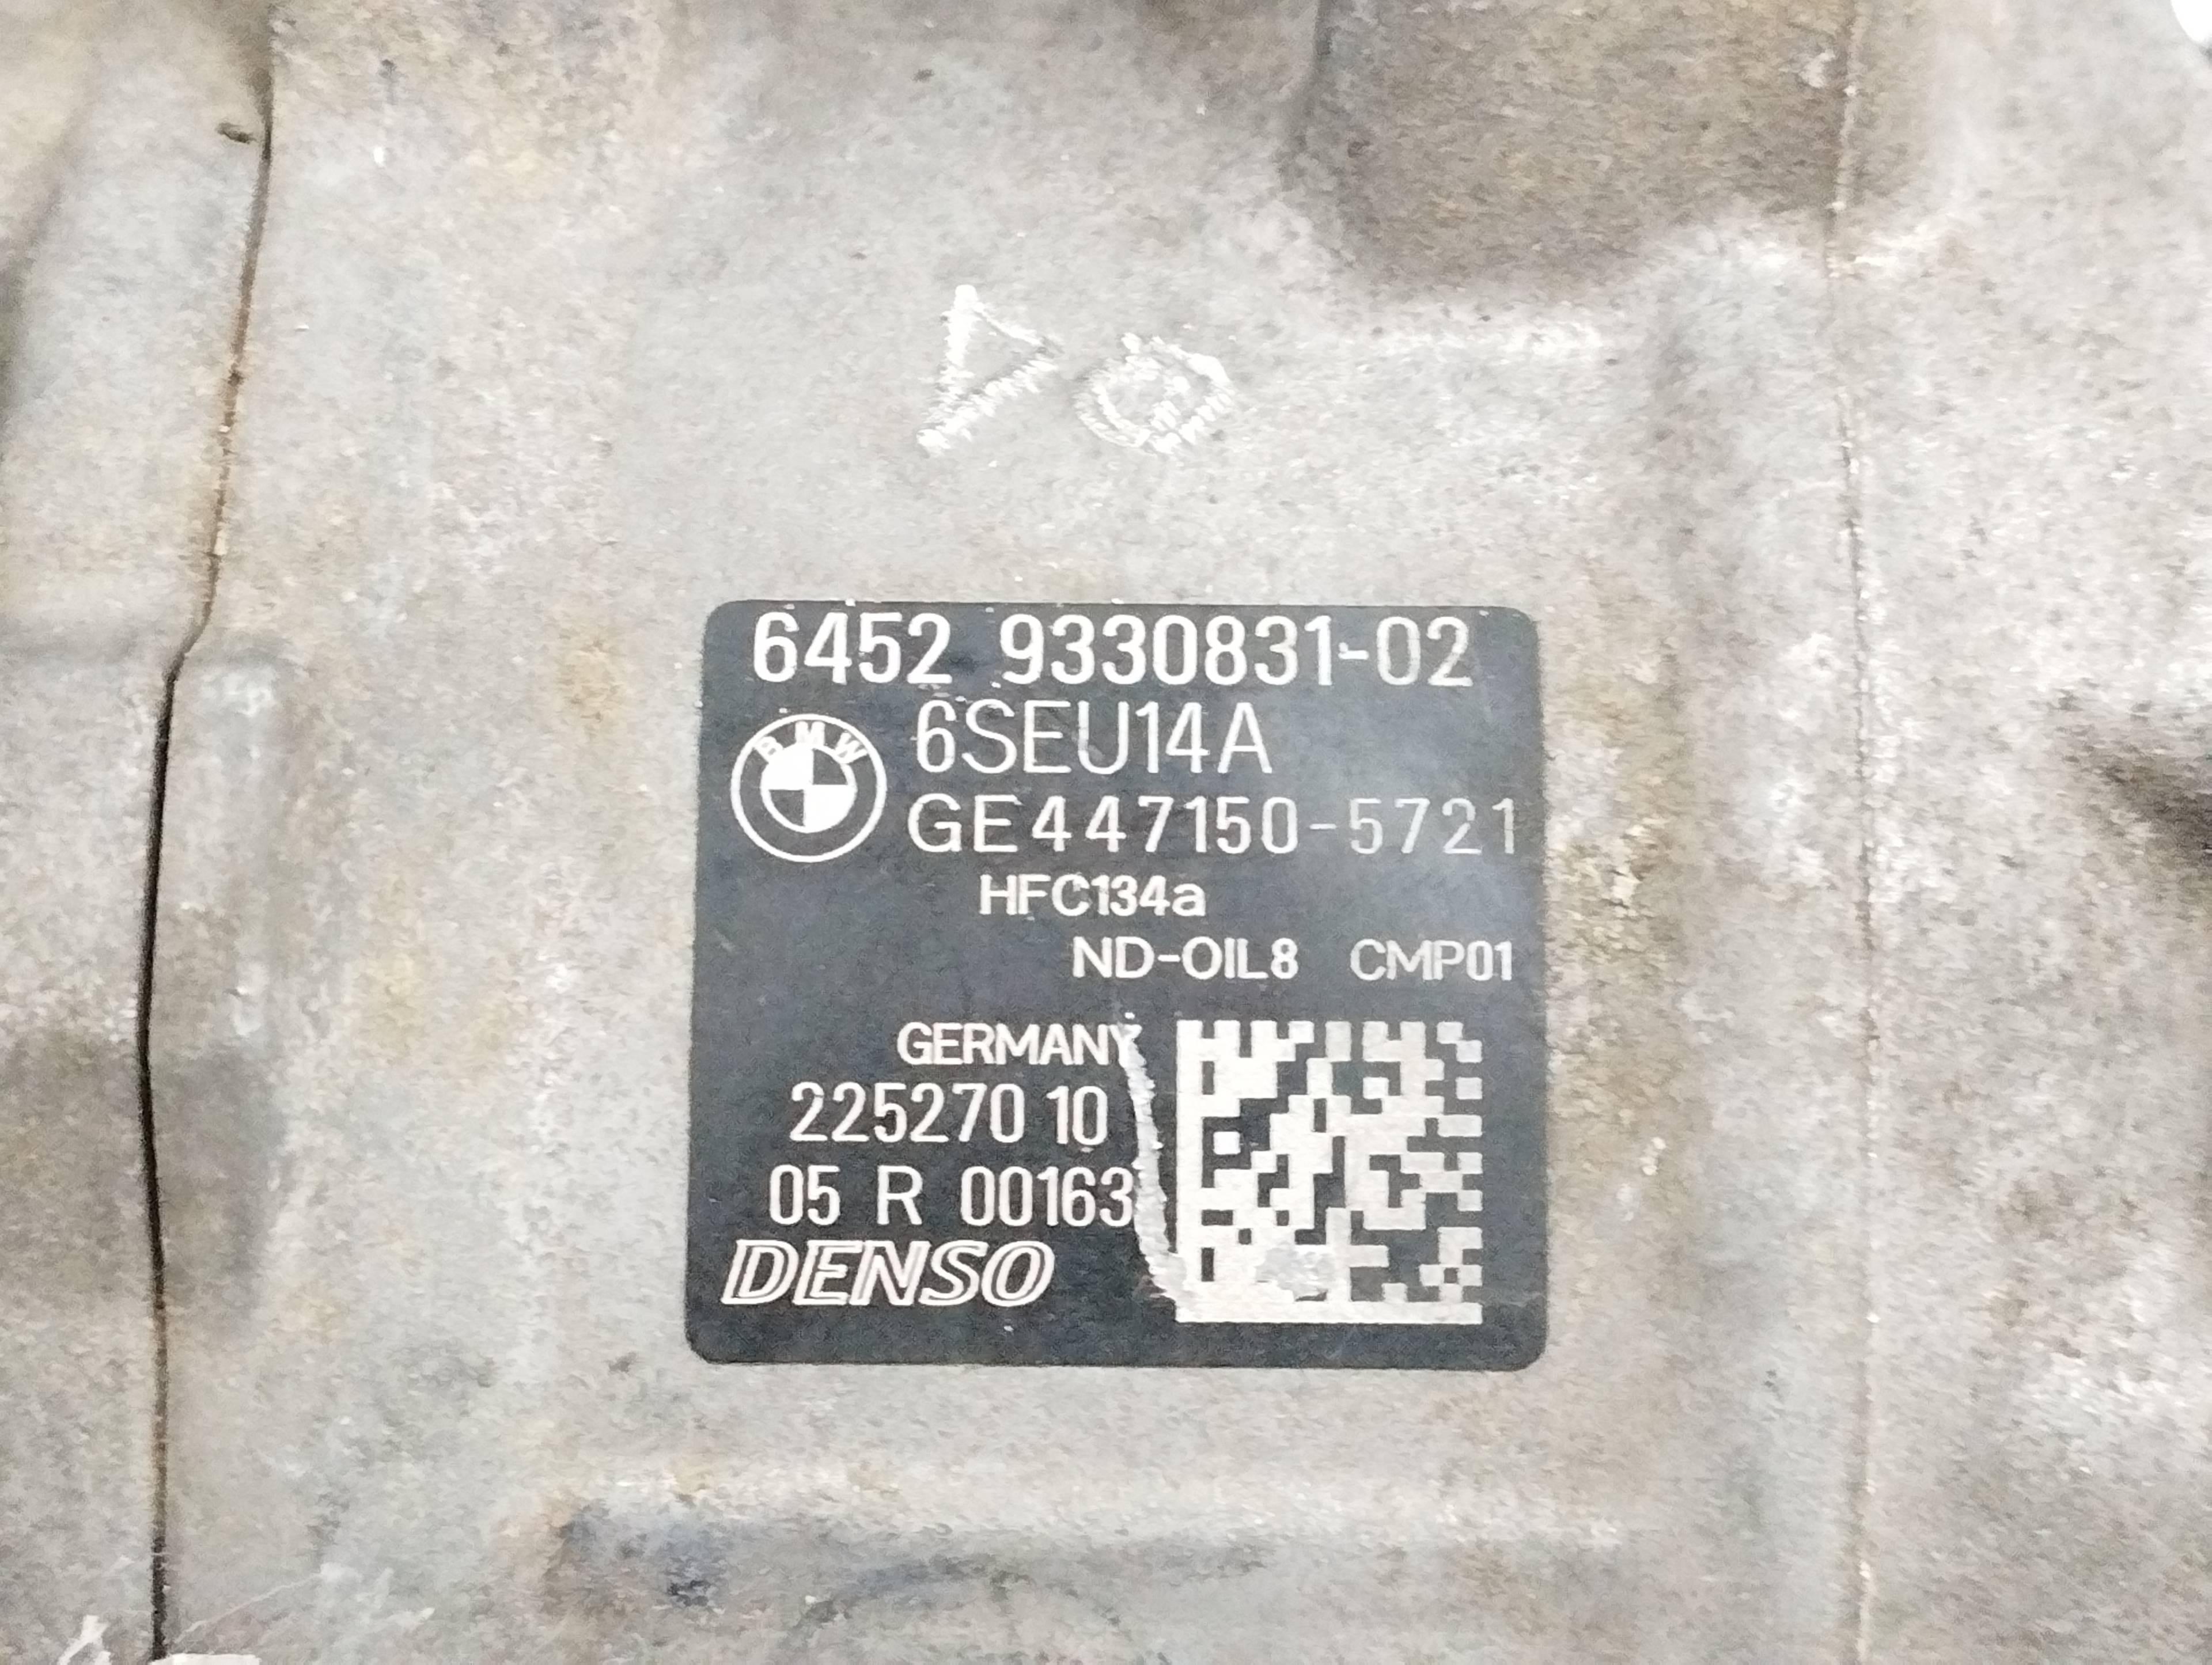 6452 9330831-02
BMW
6SEU14A
GE447150-5721
HFC134a
ND-OIL8 CMP01
GERMANY
225270 10
05 R 00163
DENSO